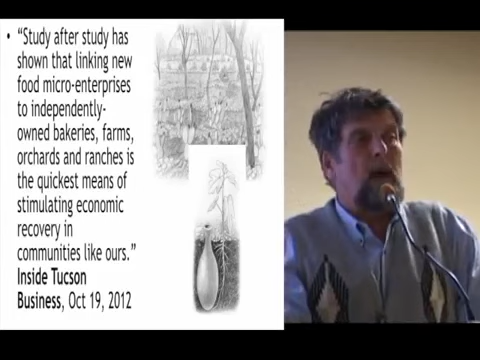 • “Study after study has
shown that linking new
food micro-enterprises
to independently-
owned bakeries, farms,
orchards and ranches is
the quickest means of
stimulating economic
recovery in
communities like ours.”
Inside Tucson
Business, Oct 19, 2012